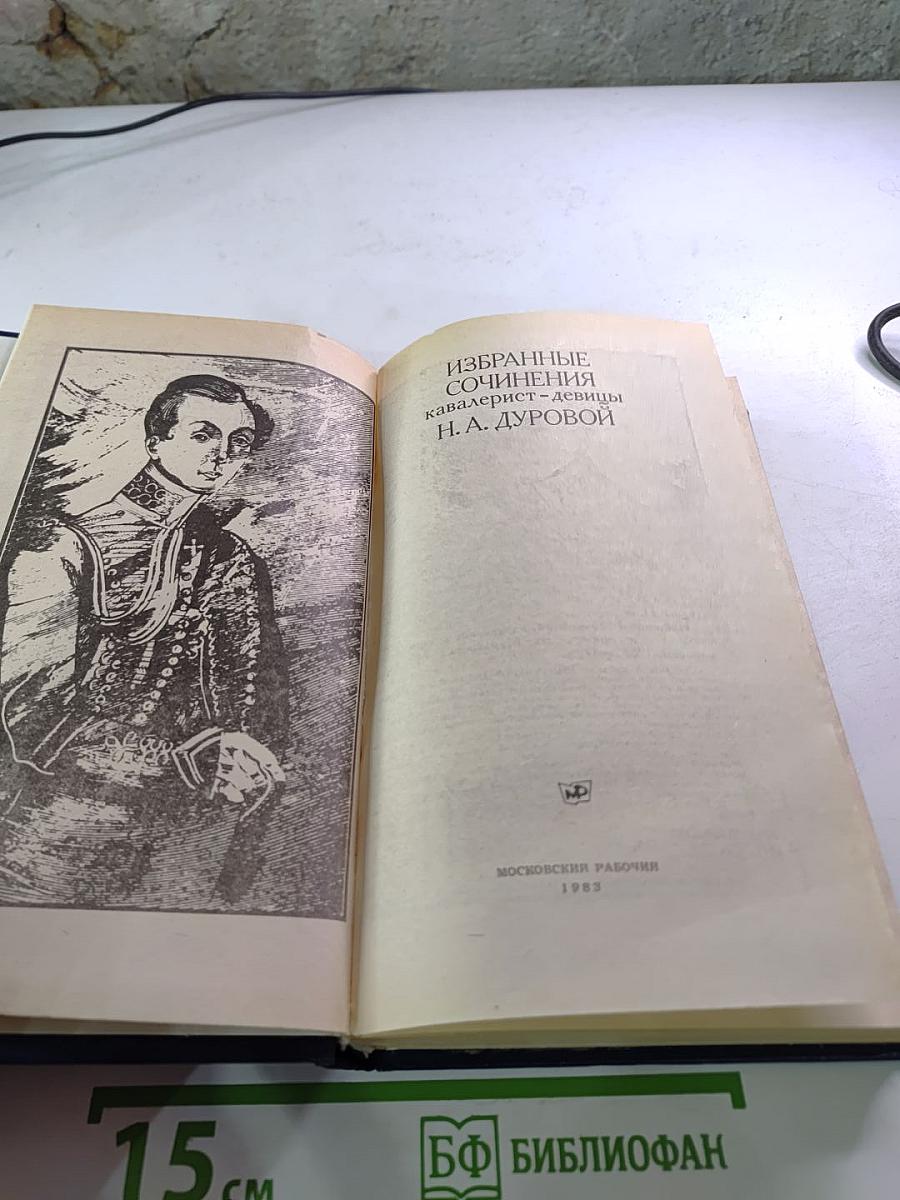 ИЗБРАННЫЕ
СОЧИНЕНИЯ
кавалерист-девицы
Н. А. ДУРОВОЙ
МР
МОСКОВСКИЙ РАБОЧИЙ
1983
15 см
БФ БИБЛИОФАН